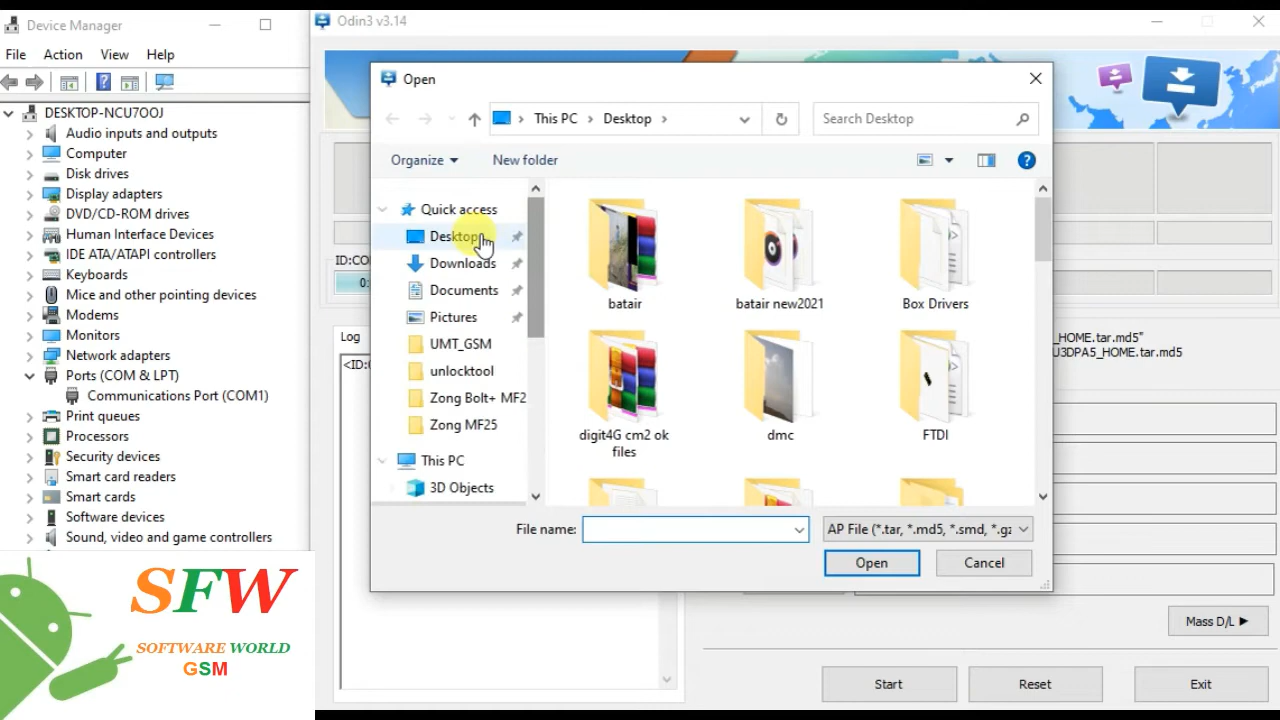 Device Manager
File Action View Help
DESKTOP-NCU7OOJ
Audio inputs and outputs
Computer
Disk drives
Display adapters
DVD/CD-ROM drives
Human Interface Devices
IDE ATA/ATAPI controllers
Keyboards
Mice and other pointing devices
Modems
Monitors
Network adapters
Ports (COM & LPT)
Communications Port (COM1)
Print queues
Processors
Security devices
Smart card readers
Smart cards
Software devices
Sound, video and game controllers
SFW
SOFTWARE WORLD
GSM
Odin3 v3.14
Open
This PC > Desktop >
Search Desktop
Organize
New folder
Quick access
Desktop
Downloads
Documents
Pictures
UMT_GSM
unlocktool
Zong Bolt+ MF2
Zong MF25
This PC
3D Objects
batair
batair new2021
Box Drivers
digit4G cm2 ok
files
dmc
FTDI
File name:
AP File (*.tar, *.md5, *.smd, *.gz
Open
Cancel
ID:CO
0:
Log
<ID:
_HOME.tar.md5"
U3DPA5_HOME.tar.md5
Mass D/L
Start
Reset
Exit